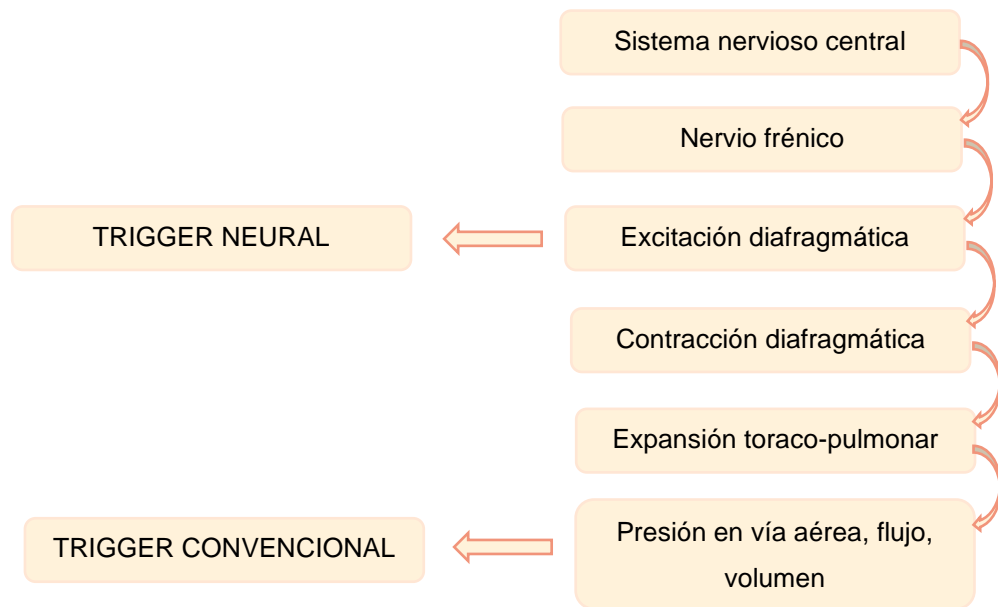 Sistema nervioso central
Nervio frénico
TRIGGER NEURAL
Excitación diafragmática
Contracción diafragmática
Expansión toraco-pulmonar
TRIGGER CONVENCIONAL
Presión en vía aérea, flujo,
volumen